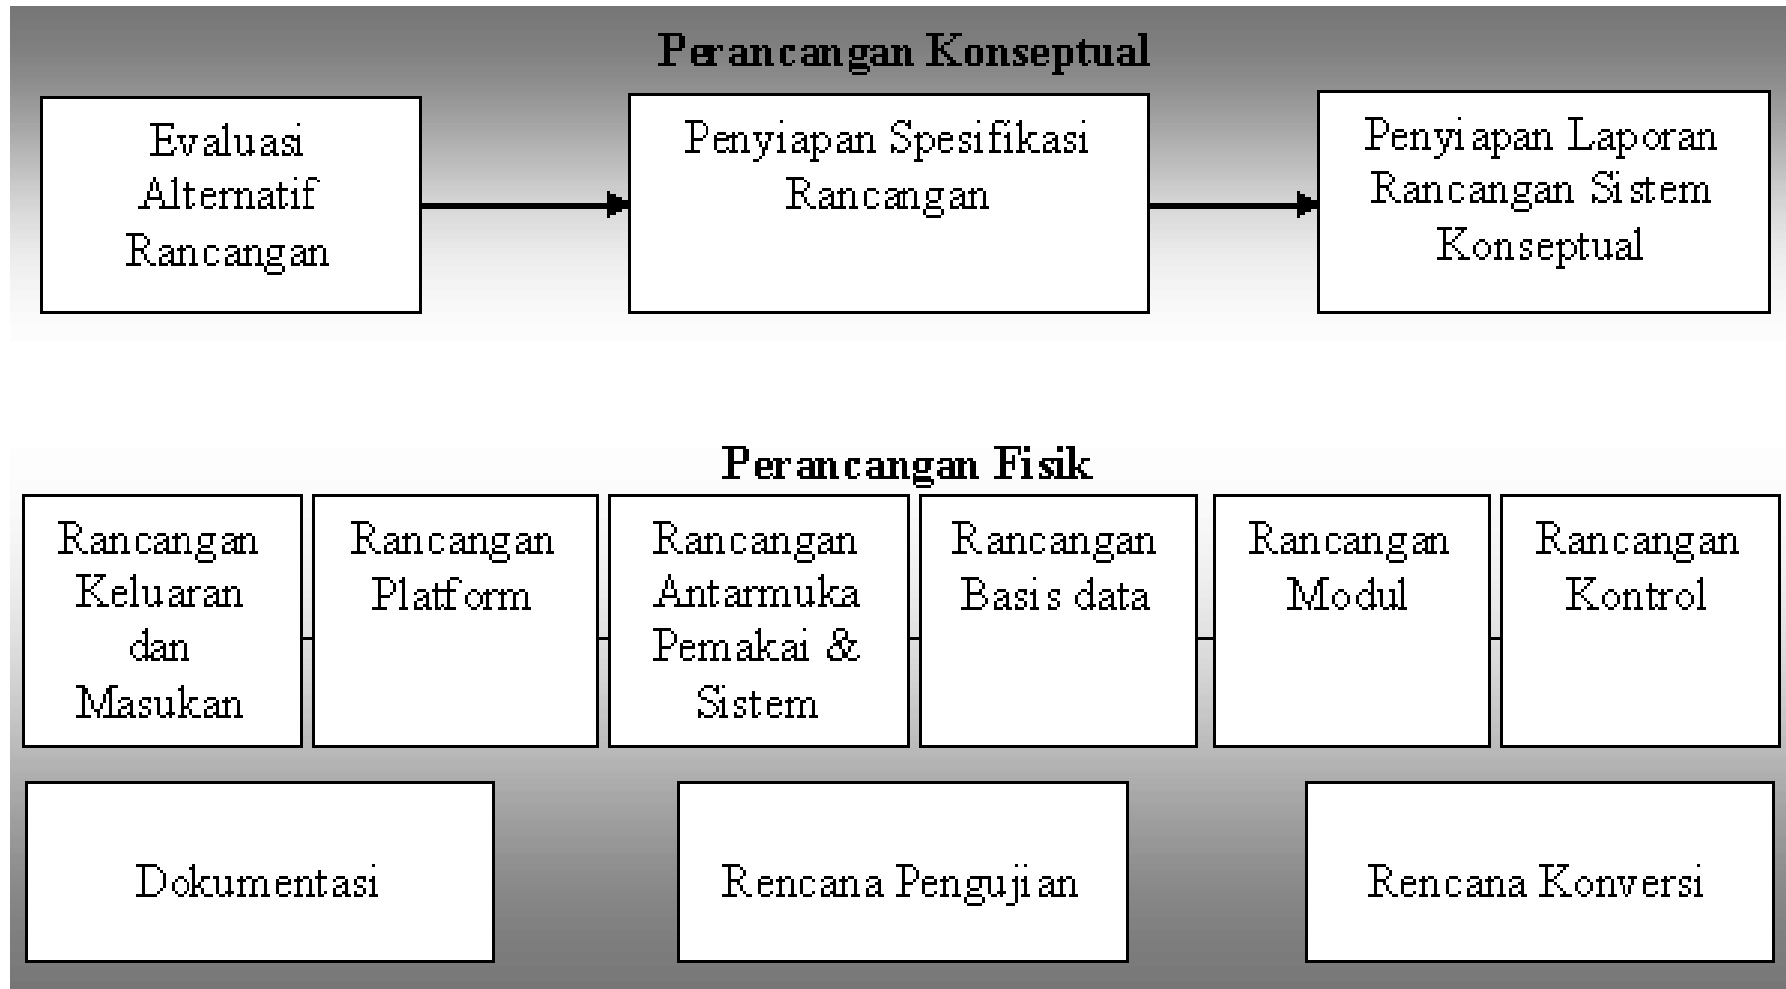 Perancangan Konseptual
Evaluasi
Alternatif
Rancangan
Penyiapan Spesifikasi
Rancangan
Penyiapan Laporan
Rancangan Sistem
Konseptual
Perancangan Fisik
Rancangan
Keluaran
dan
Masukan
Rancangan
Platform
Rancangan
Antarmuka
Pemakai &
Sistem
Rancangan
Basis data
Rancangan
Modul
Rancangan
Kontrol
Dokumentasi
Rencana Pengujian
Rencana Konversi